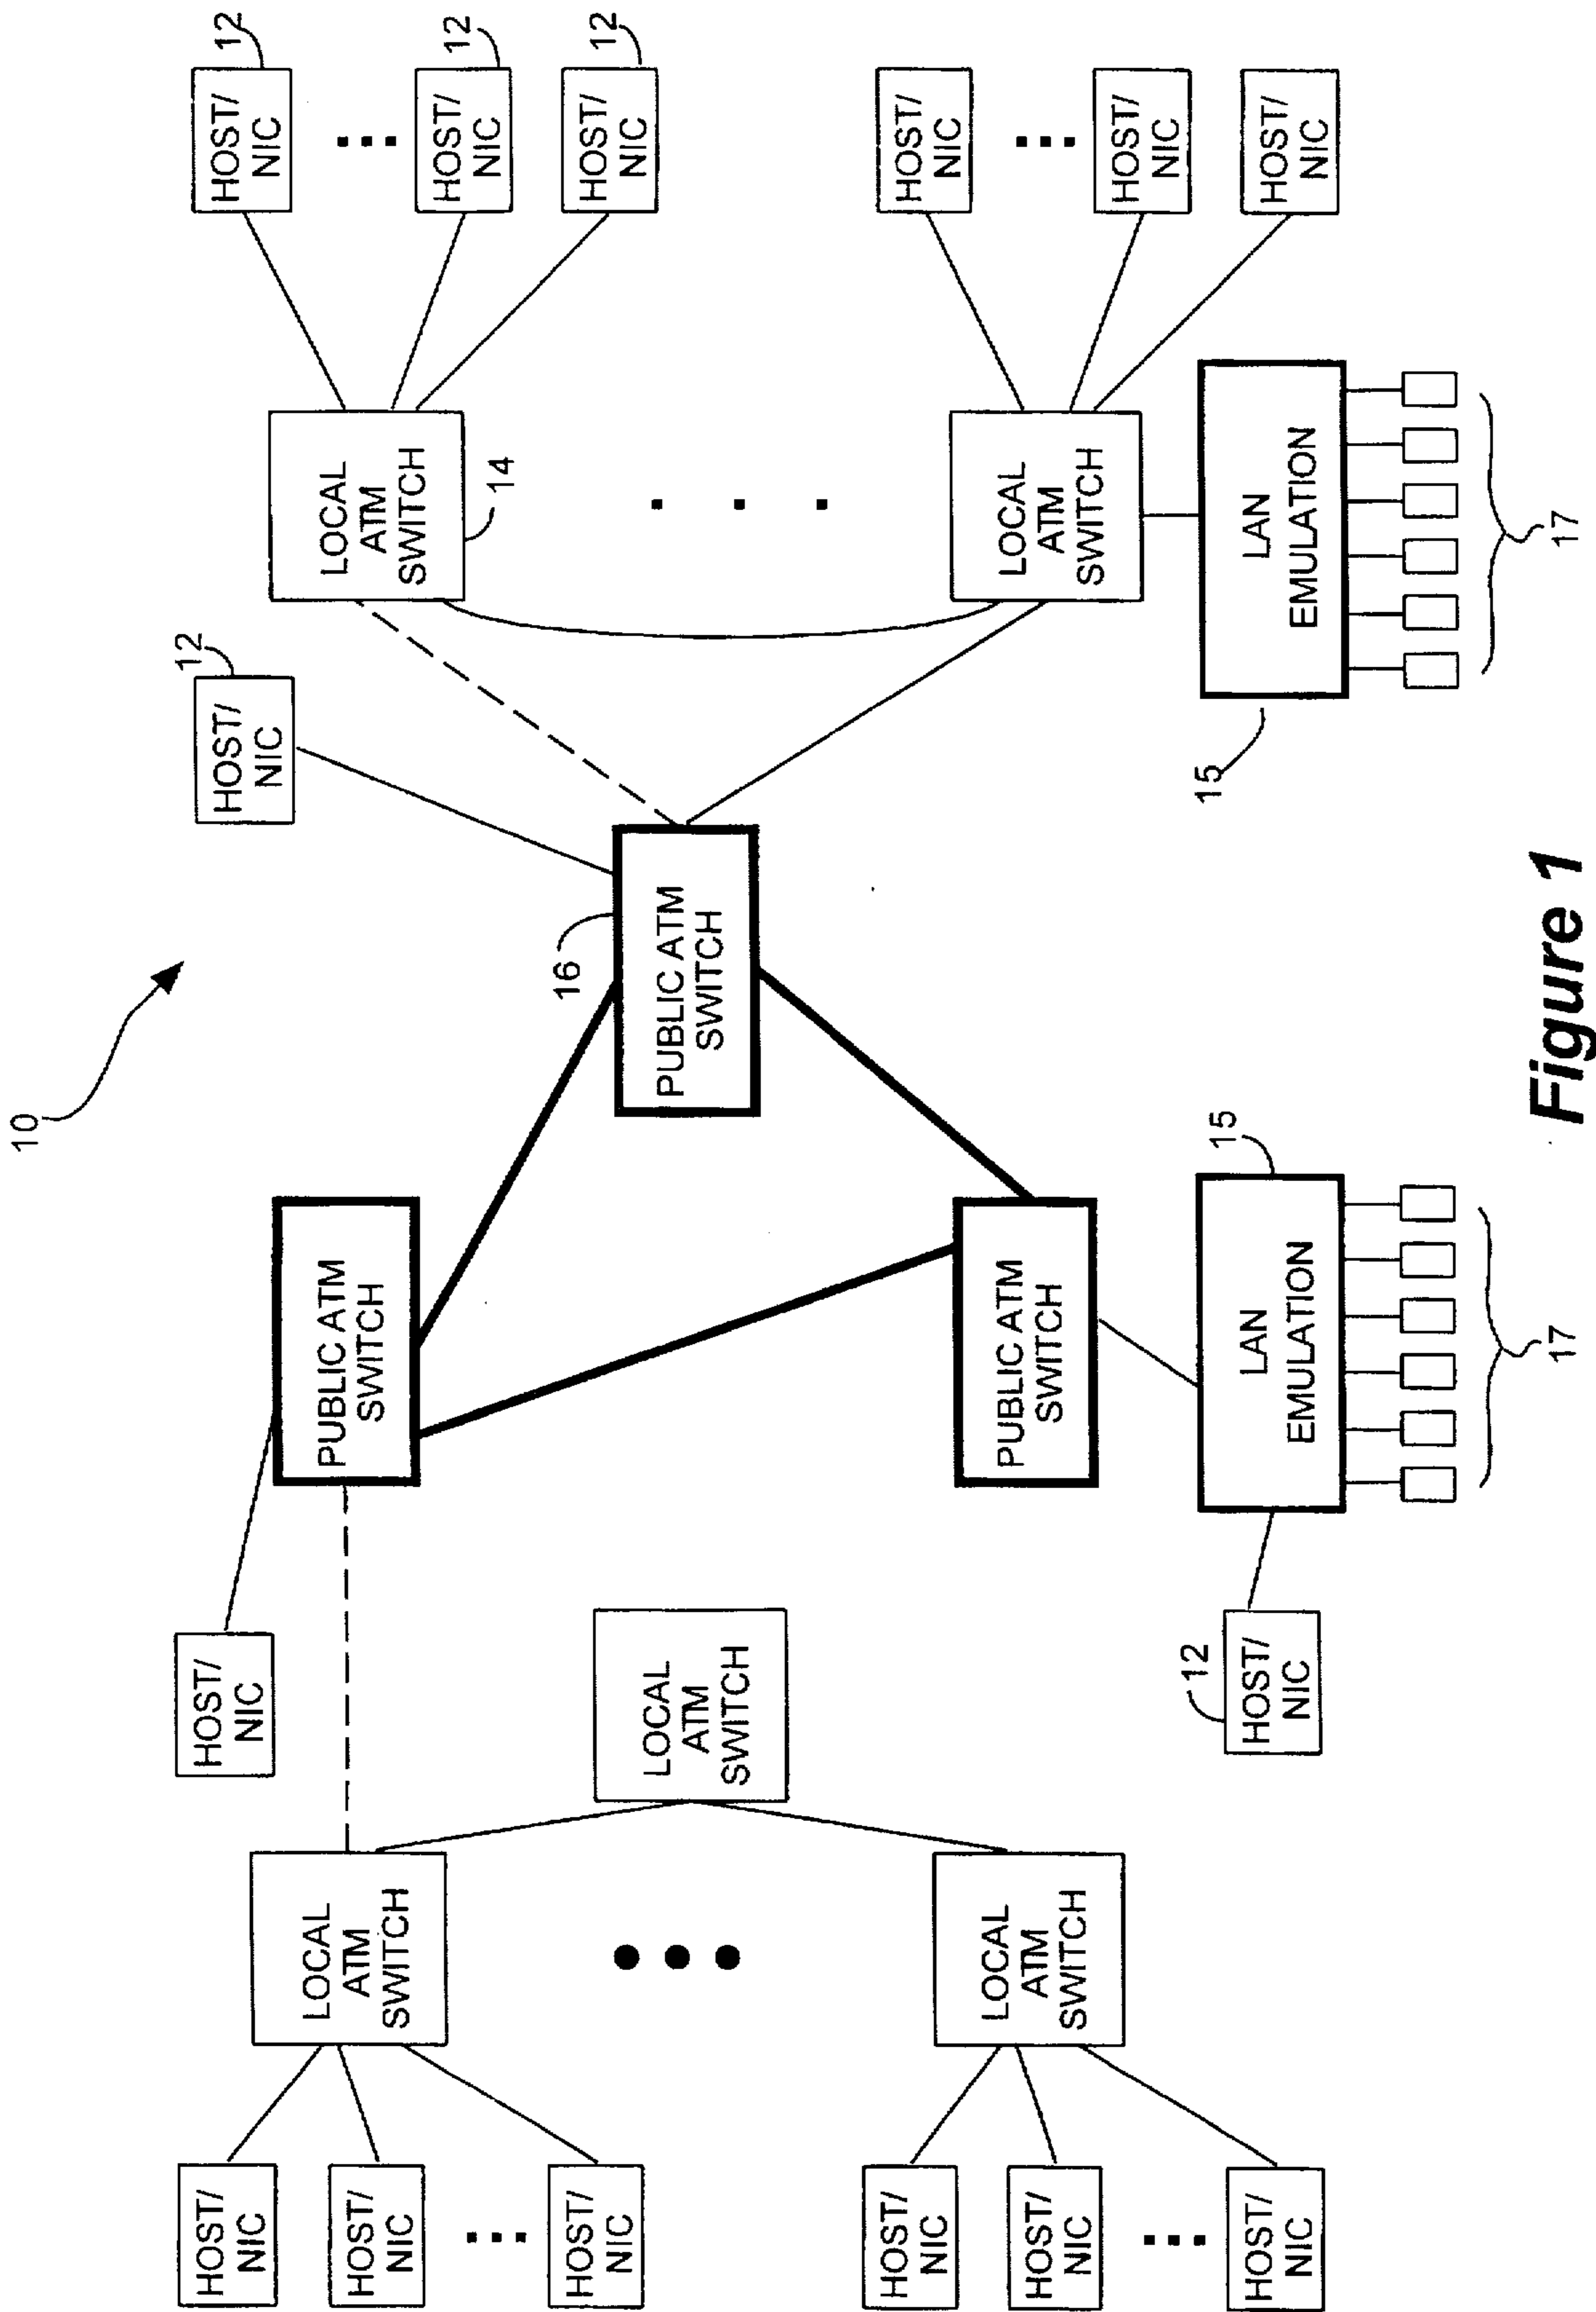 10
HOST/
NIC
HOST/
NIC
HOST/
NIC
HOST/
NIC
HOST/
NIC
HOST/
NIC
LOCAL
ATM
SWITCH
LOCAL
ATM
SWITCH
LOCAL
ATM
SWITCH
HOST/
NIC
PUBLIC ATM
SWITCH
PUBLIC ATM
SWITCH
12
HOST/
NIC
15
LAN
EMULATION
17
16
PUBLIC ATM
SWITCH
12
HOST/
NIC
LOCAL
ATM
SWITCH
14
LOCAL
ATM
SWITCH
15
LAN
EMULATION
17
12
HOST/
NIC
12
HOST/
NIC
12
HOST/
NIC
HOST/
NIC
HOST/
NIC
HOST/
NIC
Figure 1